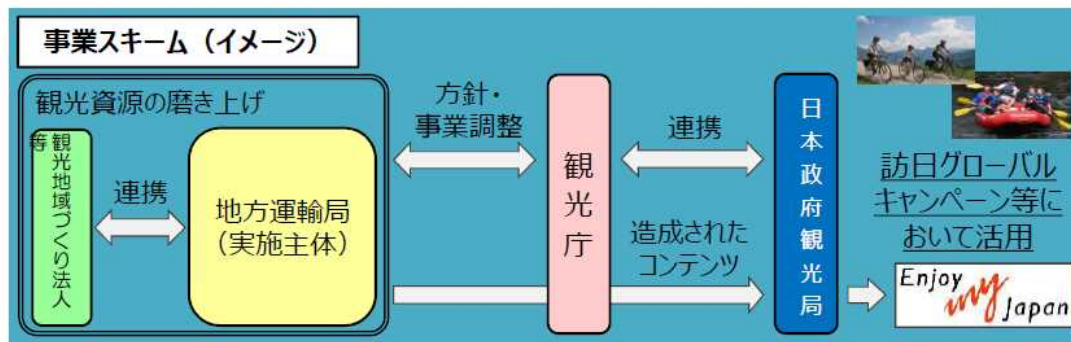 事業スキーム（イメージ）
観光資源の磨き上げ
観光地域づくり法人
等
連携
地方運輸局
（実施主体）
方針・
事業調整
観光庁
連携
造成された
コンテンツ
日本政府観光局
訪日グローバル
キャンペーン等に
おいて活用
Enjoy
my
Japan